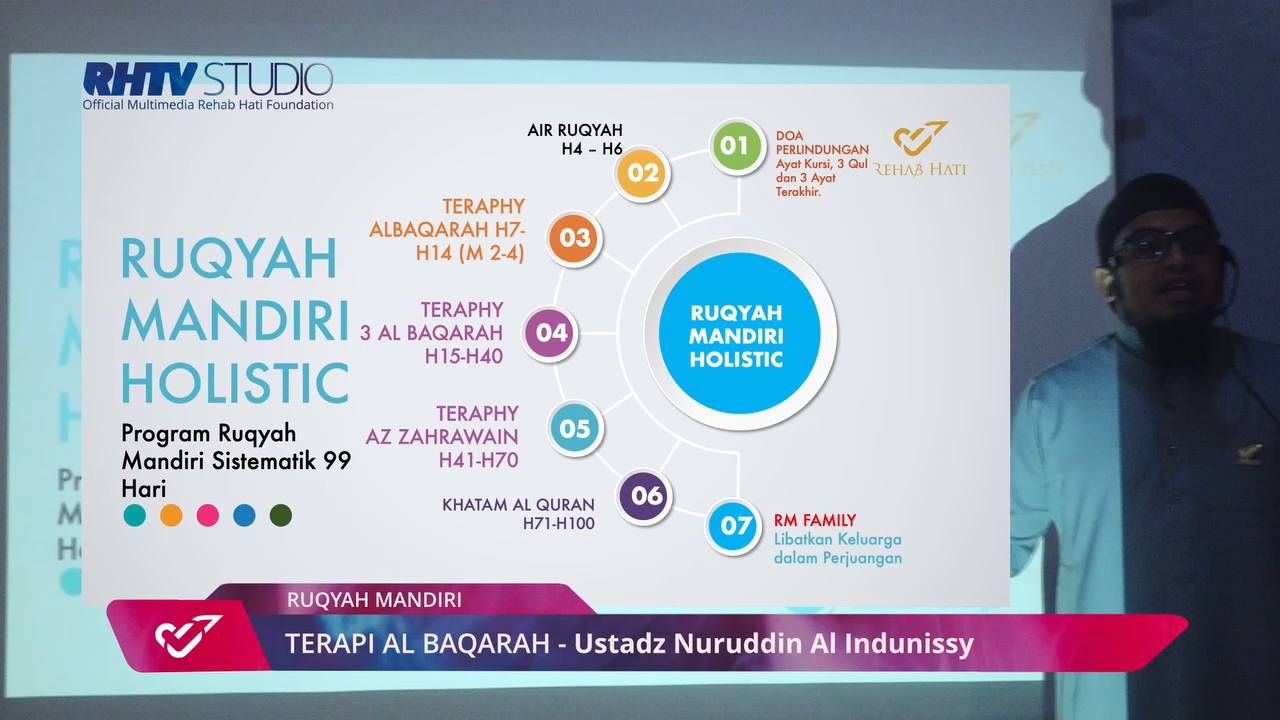 RHTV STUDIO
Official Multimedia Rehab Hati Foundation
RUQYAH
MANDIRI
HOLISTIC
Program Ruqyah
Mandiri Sistematik 99
Hari
01
DOA
PERLINDUNGAN
Ayat Kursi, 3 Qul
dan 3 Ayat
Terakhir.
REHAB HATI
AIR RUQYAH
H4 – H6
02
TERAPHY
ALBAQARAH H7-
H14 (M 2-4)
03
TERAPHY
3 AL BAQARAH
H15-H40
04
TERAPHY
AZ ZAHRAWAIN
H41-H70
05
KHATAM AL QURAN
H71-H100
06
07
RM FAMILY
Libatkan Keluarga
dalam Perjuangan
RUQYAH
MANDIRI
HOLISTIC
RUQYAH MANDIRI
TERAPI AL BAQARAH - Ustadz Nuruddin Al Indunissy